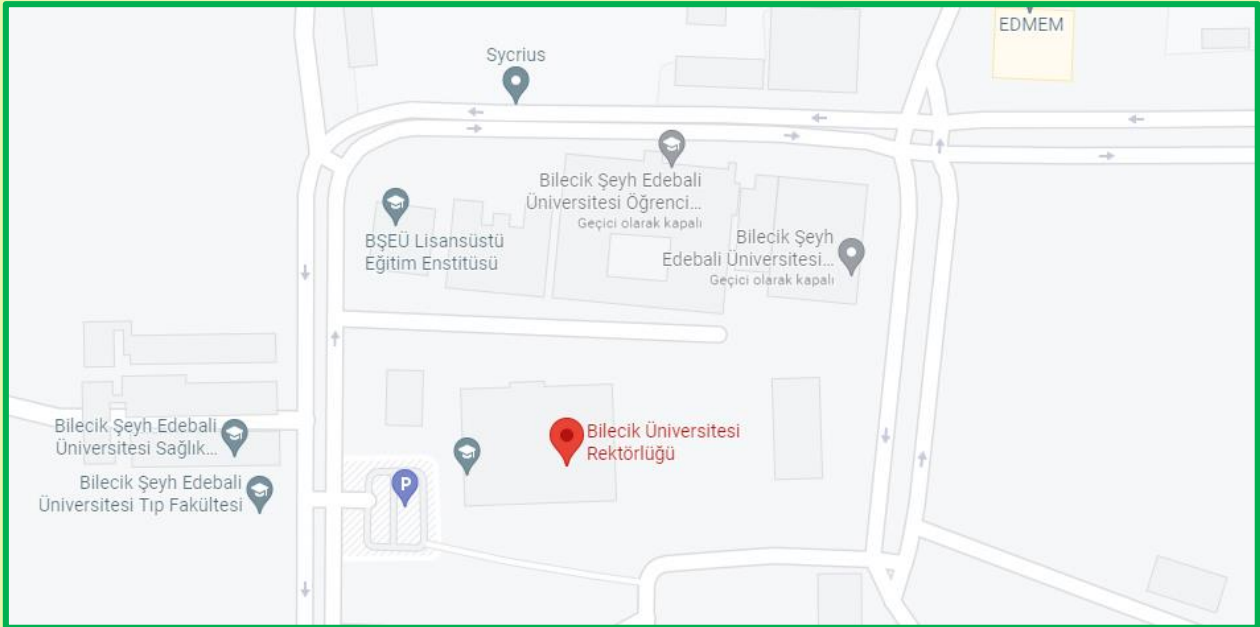 EDMEM
Sycrius
Bilecik Şeyh Edebali
Üniversitesi Öğrenci...
Geçici olarak kapalı
BŞEÜ Lisansüstü
Eğitim Enstitüsü
Bilecik Şeyh
Edebali Üniversitesi...
Geçici olarak kapalı
Bilecik Şeyh Edebali
Üniversitesi Sağlık...
Bilecik Üniversitesi
Rektörlüğü
Bilecik Şeyh Edebali
Üniversitesi Tıp Fakültesi
P